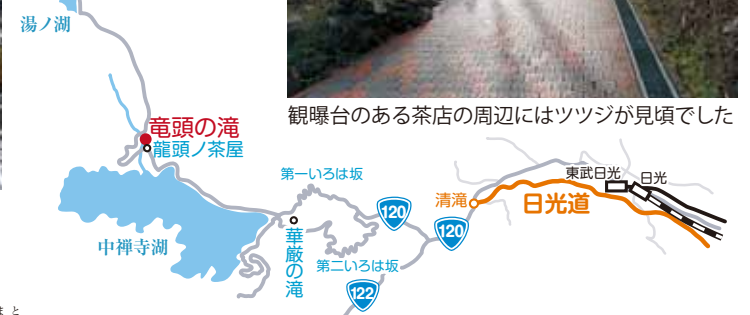 湯ノ湖
観曝台のある茶店の周辺にはツツジが見頃でした
竜頭の滝
龍頭ノ茶屋
第一いろは坂
東武日光
日光
清滝
日光道
120
120
中禅寺湖
華厳の滝
第二いろは坂
122
まと